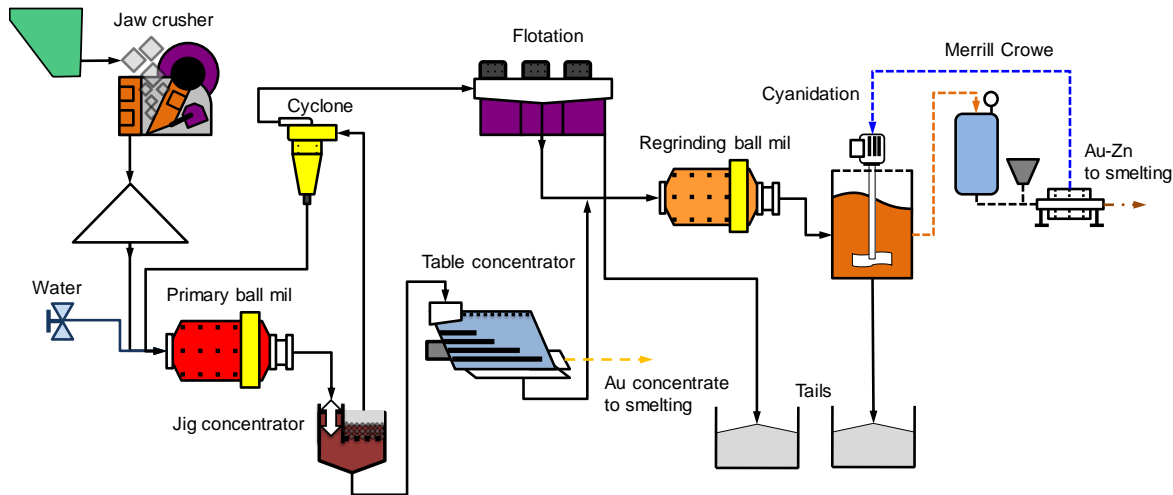 Jaw crusher
Flotation
Merrill Crowe
Cyclone
Cyanidation
Regrinding ball mil
Au-Zn
to smelting
Table concentrator
Water
Primary ball mil
Au concentrate
to smelting
Tails
Jig concentrator